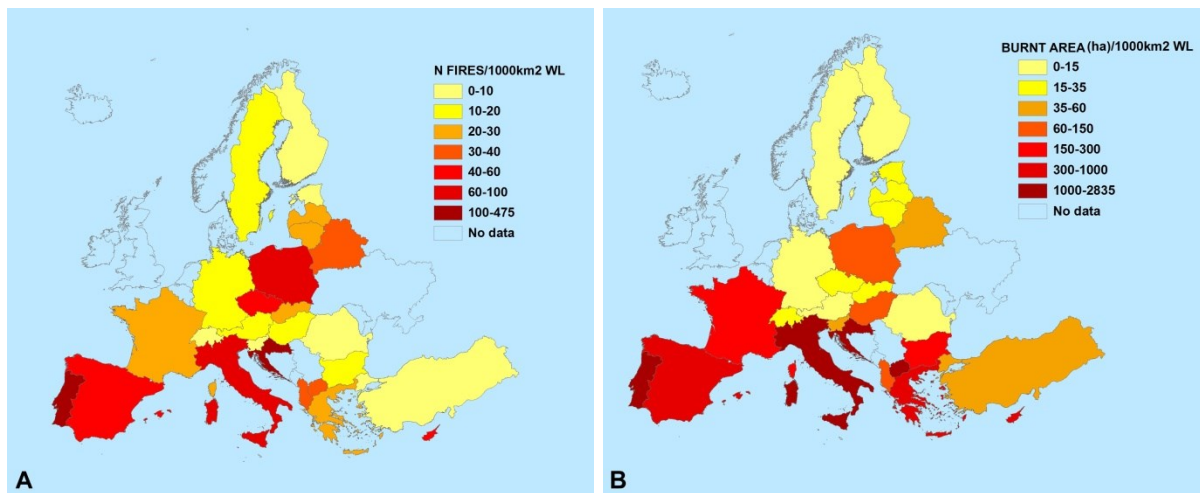 N FIRES/1000km2 WL
0-10
10-20
20-30
30-40
40-60
60-100
100-475
No data
A
BURNT AREA (ha)/1000km2 WL
0-15
15-35
35-60
60-150
150-300
300-1000
1000-2835
No data
B